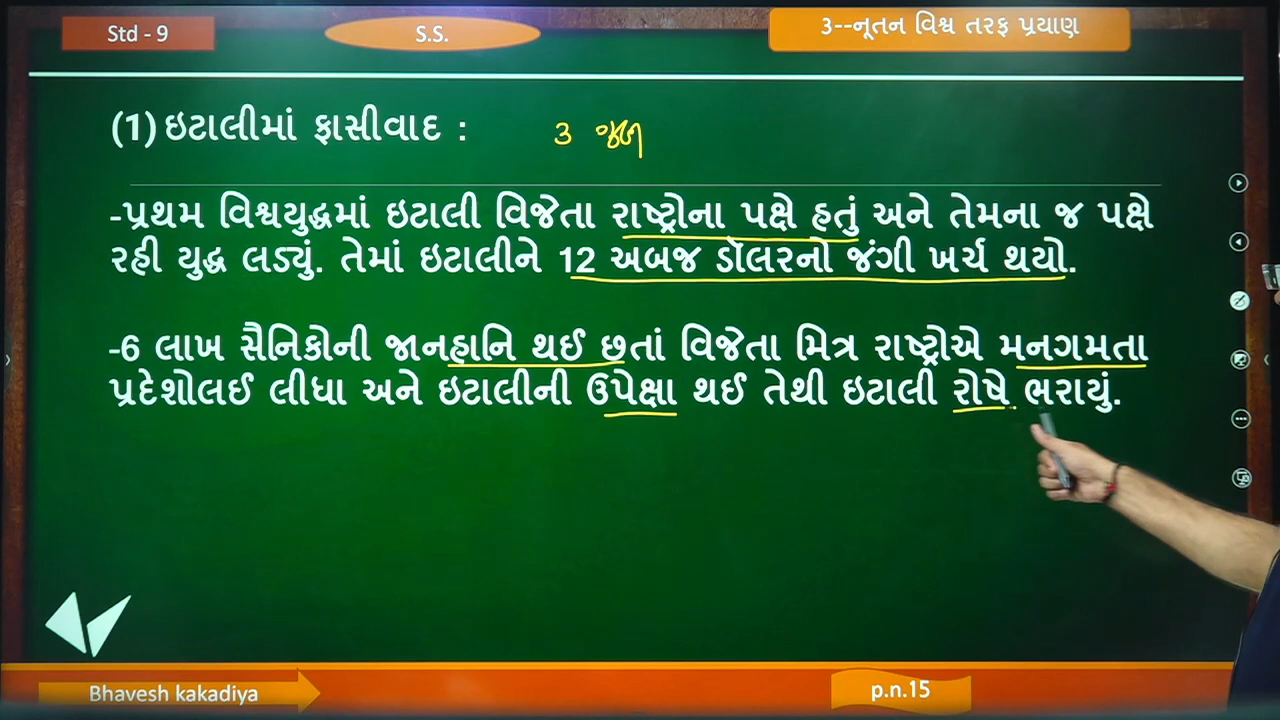 Std - 9
S.S.
૩--નૂતન વિશ્વ તરફ પ્રયાણ
(1) ઇટાલીમાં ફાસીવાદ :
3 જણ
-પ્રથમ વિશ્વયુદ્ધમાં ઇટાલી વિજેતા રાષ્ટ્રોના પક્ષે હતું અને તેમના જ પક્ષે
રહી યુદ્ધ લડ્યું. તેમાં ઇટાલીને 12 અબજ ડૉલરનો જંગી ખર્ચ થયો.
-6 લાખ સૈનિકોની જાનહાનિ થઈ છતાં વિજેતા મિત્ર રાષ્ટ્રોએ મનગમતા
પ્રદેશોલઈ લીધા અને ઇટાલીની ઉપેક્ષા થઈ તેથી ઇટાલી રોષે ભરાયું.
Bhavesh kakadiya
p.n.15